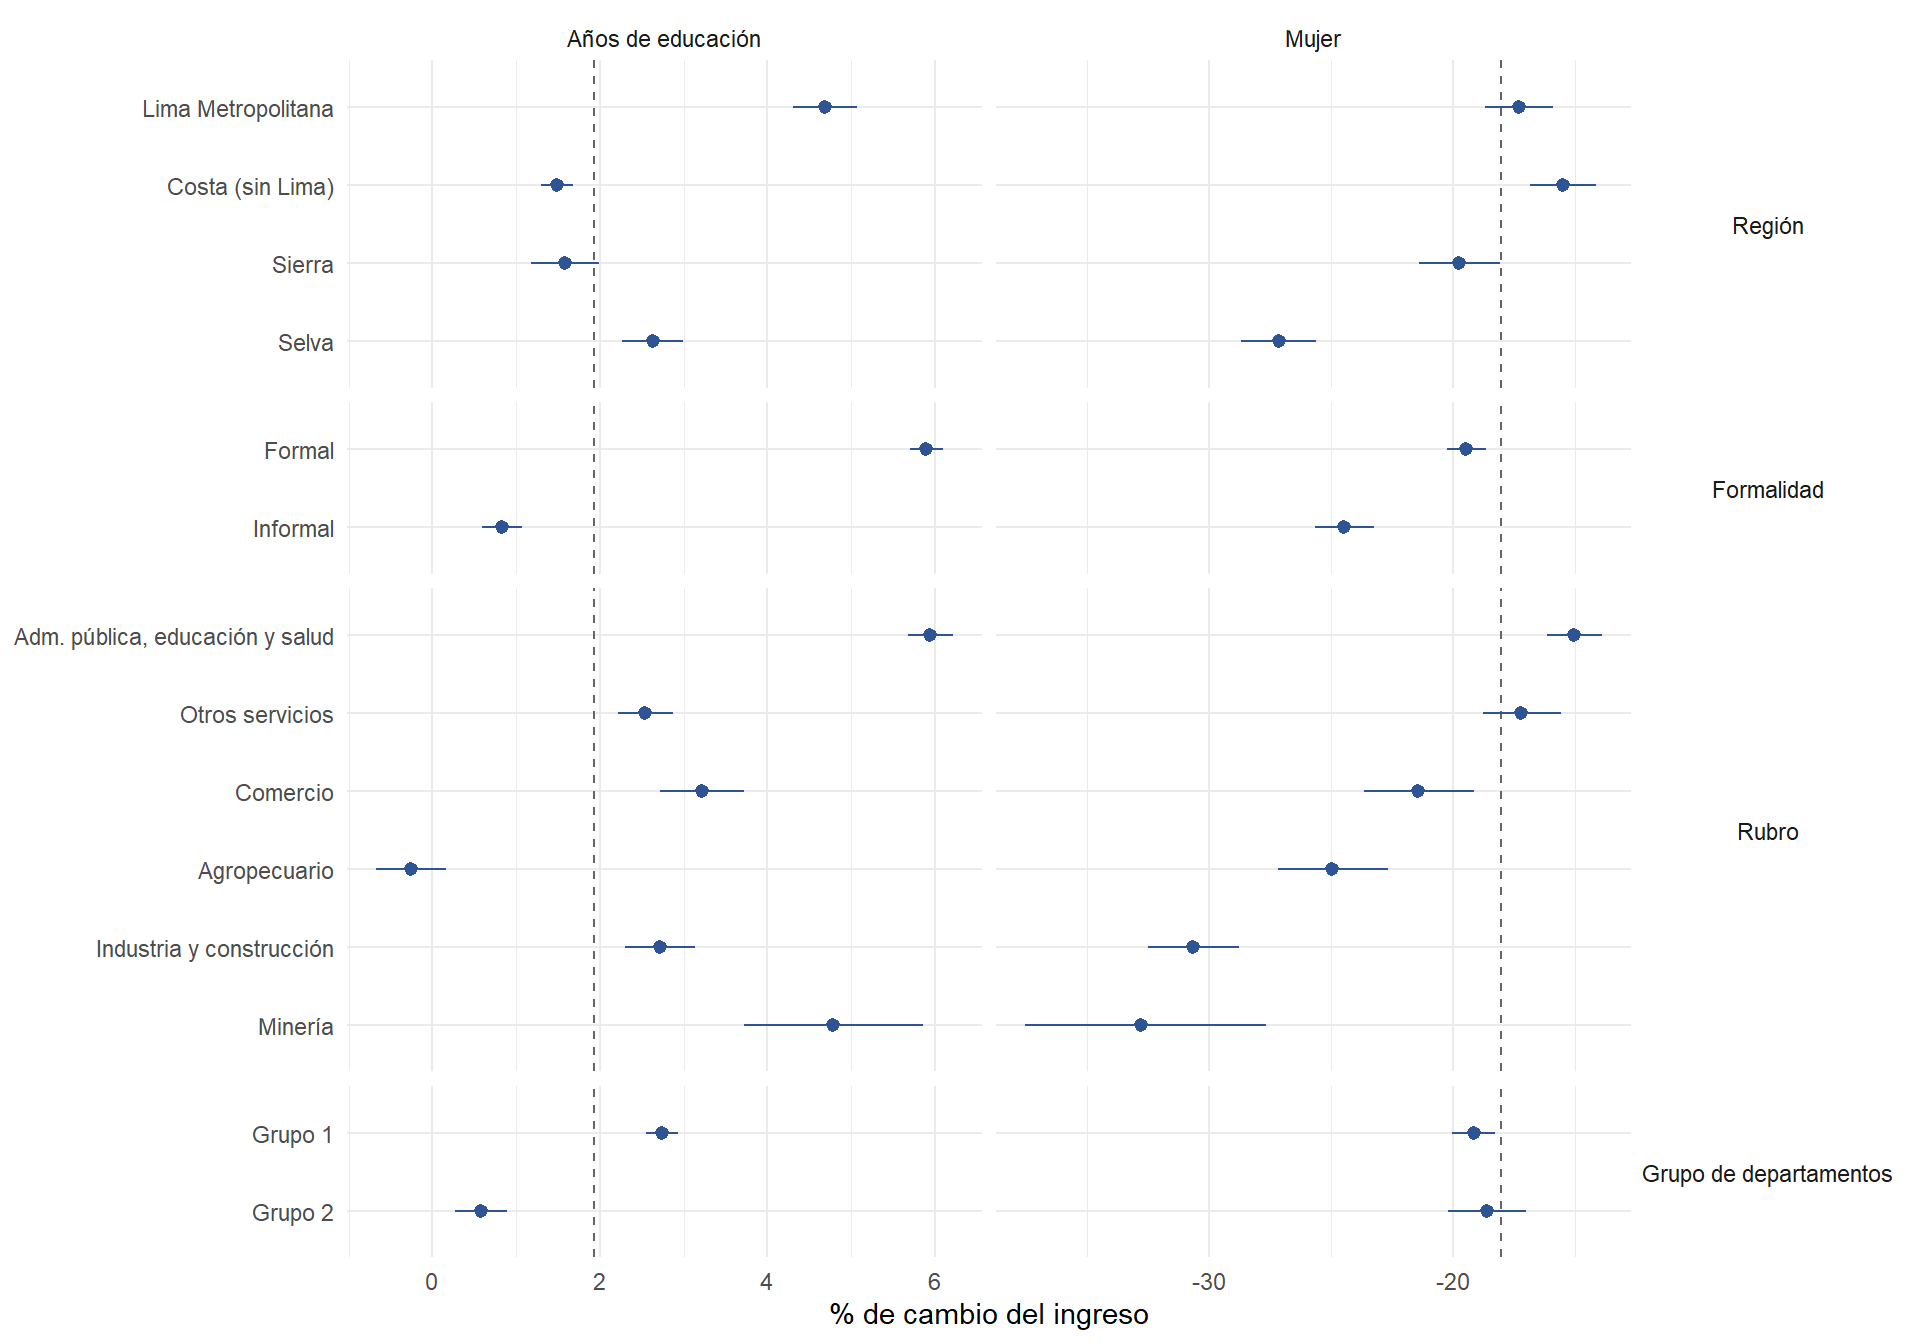 Años de educación
Mujer
Lima Metropolitana
Costa (sin Lima)
Sierra
Selva
Región
Formal
Informal
Formalidad
Adm. pública, educación y salud
Otros servicios
Comercio
Agropecuario
Industria y construcción
Minería
Rubro
Grupo 1
Grupo 2
Grupo de departamentos
0 2 4 6
-30 -20
% de cambio del ingreso